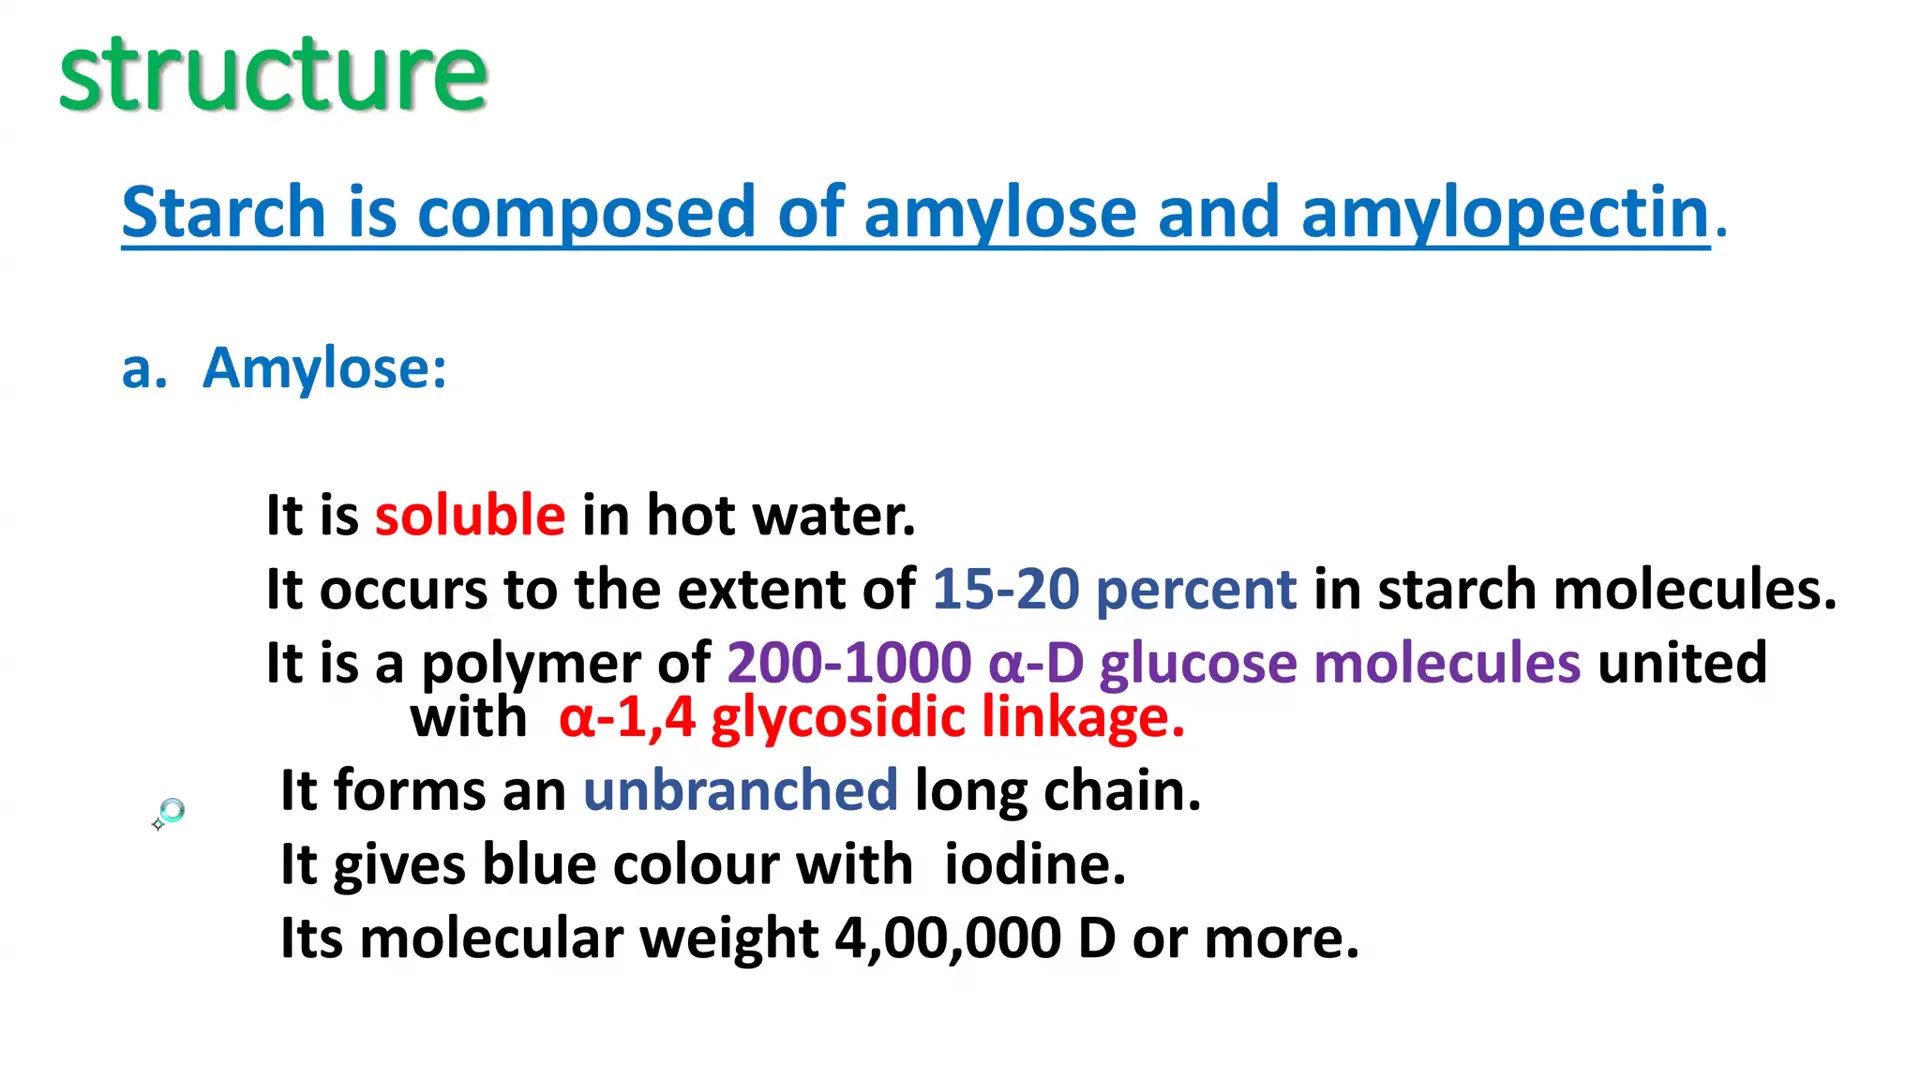 structure
Starch is composed of amylose and amylopectin.
a. Amylose:
It is soluble in hot water.
It occurs to the extent of 15-20 percent in starch molecules.
It is a polymer of 200-1000 α-D glucose molecules united
with α-1,4 glycosidic linkage.
It forms an unbranched long chain.
It gives blue colour with iodine.
Its molecular weight 4,00,000 D or more.